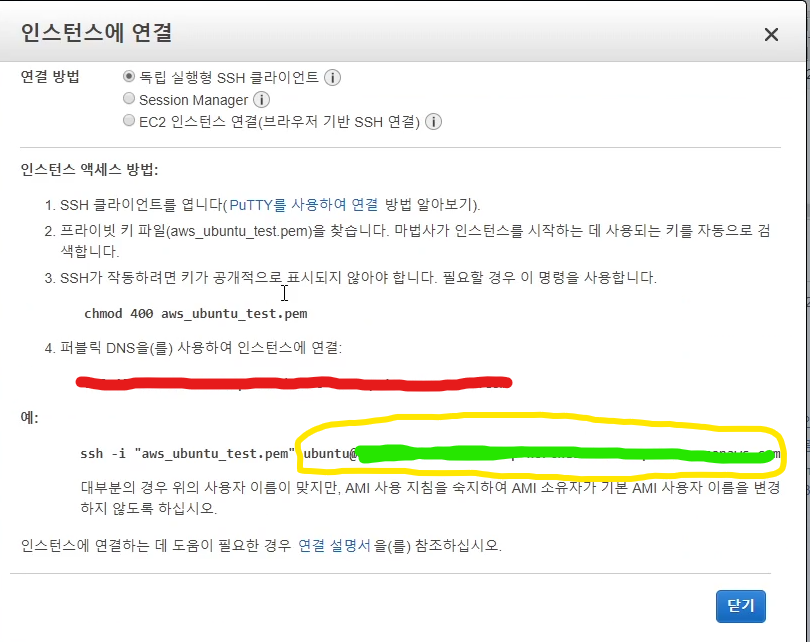 인스턴스에 연결
연결 방법
독립 실행형 SSH 클라이언트
Session Manager
EC2 인스턴스 연결(브라우저 기반 SSH 연결)
인스턴스 액세스 방법:
1. SSH 클라이언트를 엽니다(PuTTY를 사용하여 연결 방법 알아보기).
2. 프라이빗 키 파일(aws_ubuntu_test.pem)을 찾습니다. 마법사가 인스턴스를 시작하는 데 사용되는 키를 자동으로 검
색합니다.
3. SSH가 작동하려면 키가 공개적으로 표시되지 않아야 합니다. 필요할 경우 이 명령을 사용합니다.
chmod 400 aws_ubuntu_test.pem
4. 퍼블릭 DNS을(를) 사용하여 인스턴스에 연결:
예:
ssh -i "aws_ubuntu_test.pem" ubuntu@
대부분의 경우 위의 사용자 이름이 맞지만, AMI 사용 지침을 숙지하여 AMI 소유자가 기본 AMI 사용자 이름을 변경
하지 않도록 하십시오.
인스턴스에 연결하는 데 도움이 필요한 경우 연결 설명서을(를) 참조하십시오.
닫기